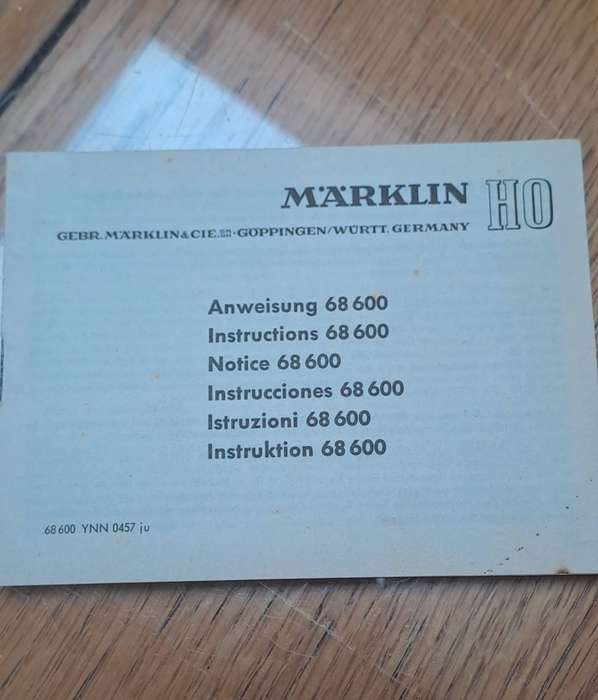 MÄRKLIN HO
GEBR. MÄRKLIN & CIE. GMBH · GÖPPINGEN/WÜRTT. GERMANY
Anweisung 68 600
Instructions 68 600
Notice 68 600
Instrucciones 68 600
Istruzioni 68 600
Instruktion 68 600
68 600 YNN 0457 ju